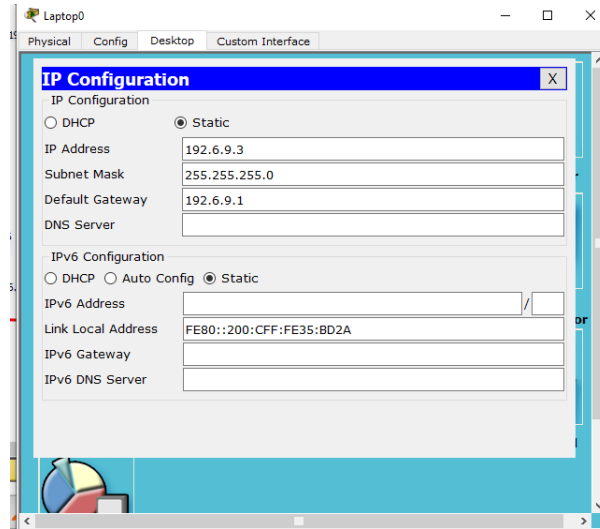 Laptop0
Physical Config Desktop Custom Interface
IP Configuration X
IP Configuration
DHCP Static
IP Address 192.6.9.3
Subnet Mask 255.255.255.0
Default Gateway 192.6.9.1
DNS Server
IPv6 Configuration
DHCP Auto Config Static
IPv6 Address /
Link Local Address FE80::200:CFF:FE35:BD2A
IPv6 Gateway
IPv6 DNS Server